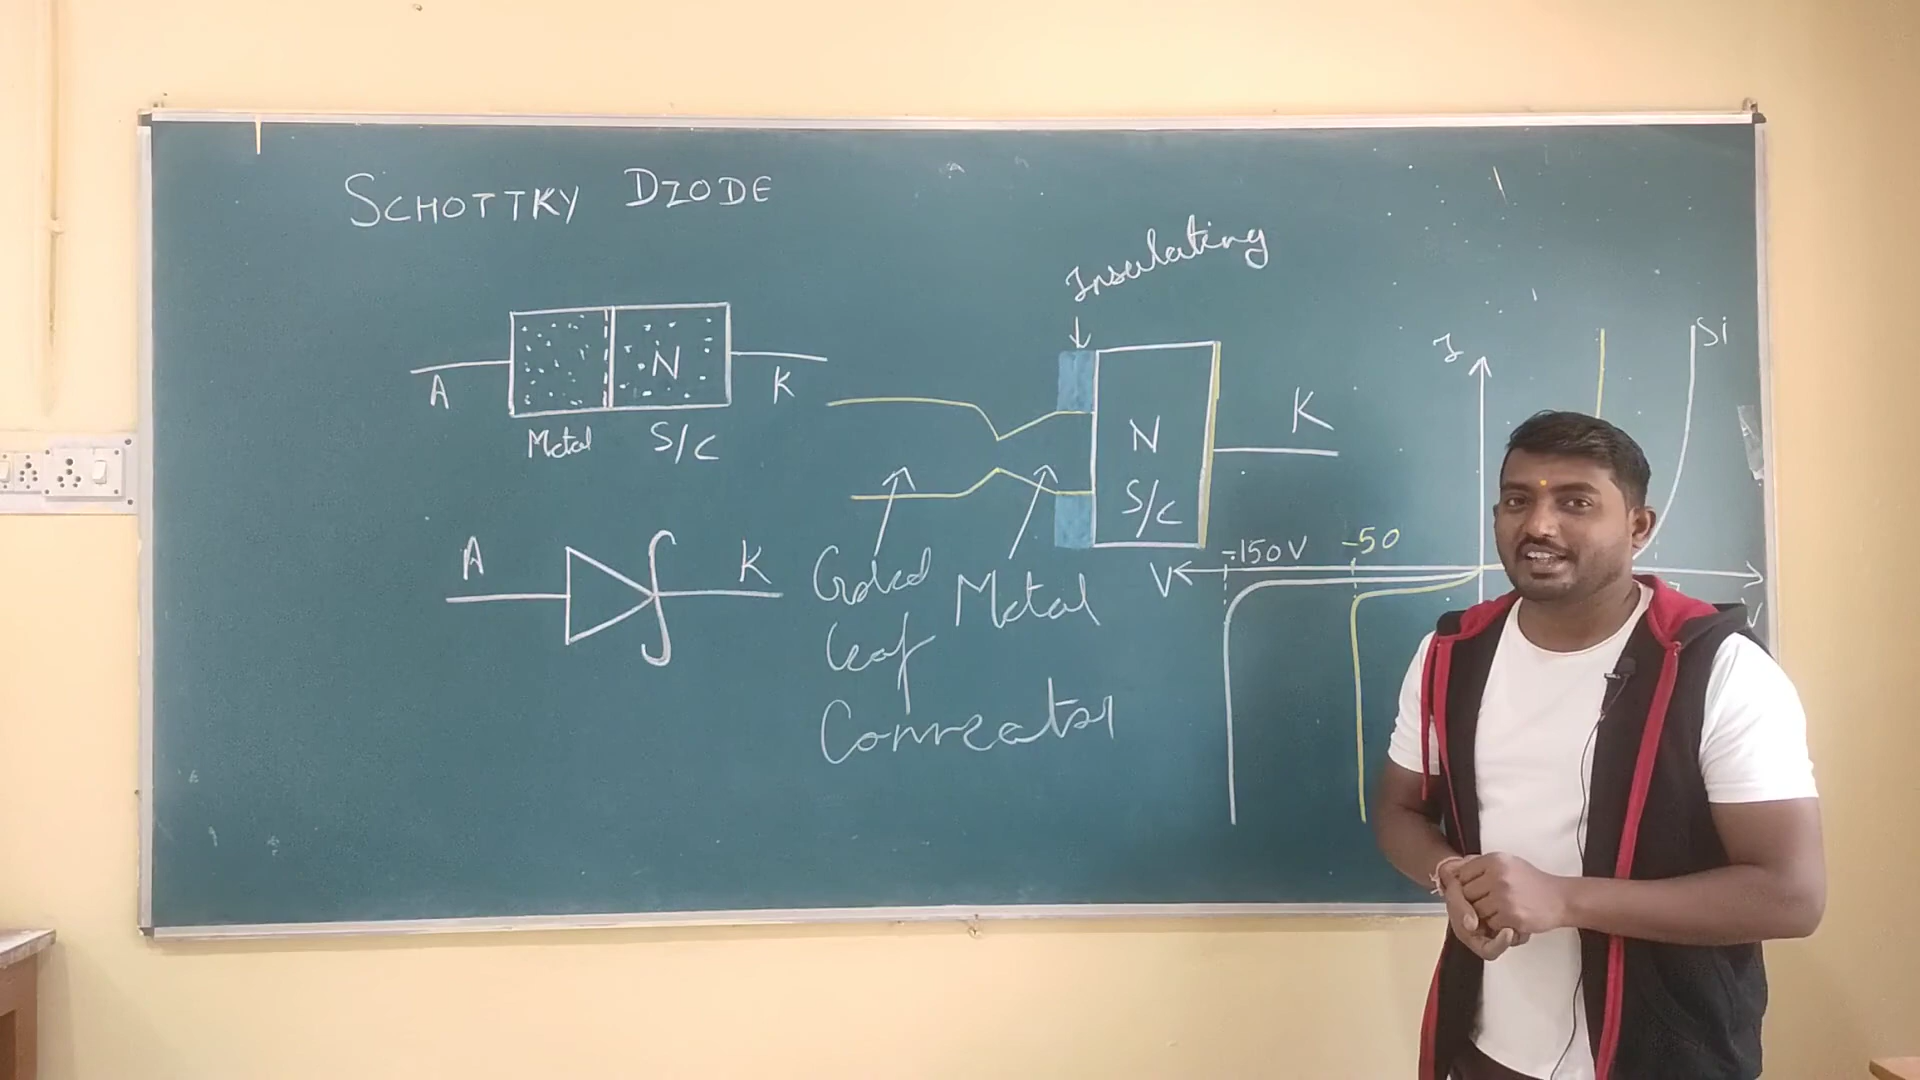 SCHOTTKY DIODE
A
N
K
Metal
S/C
A
K
Insulating
N
S/C
K
Gold
leaf
Connector
Metal
I
Si
-150V
-50
V
V